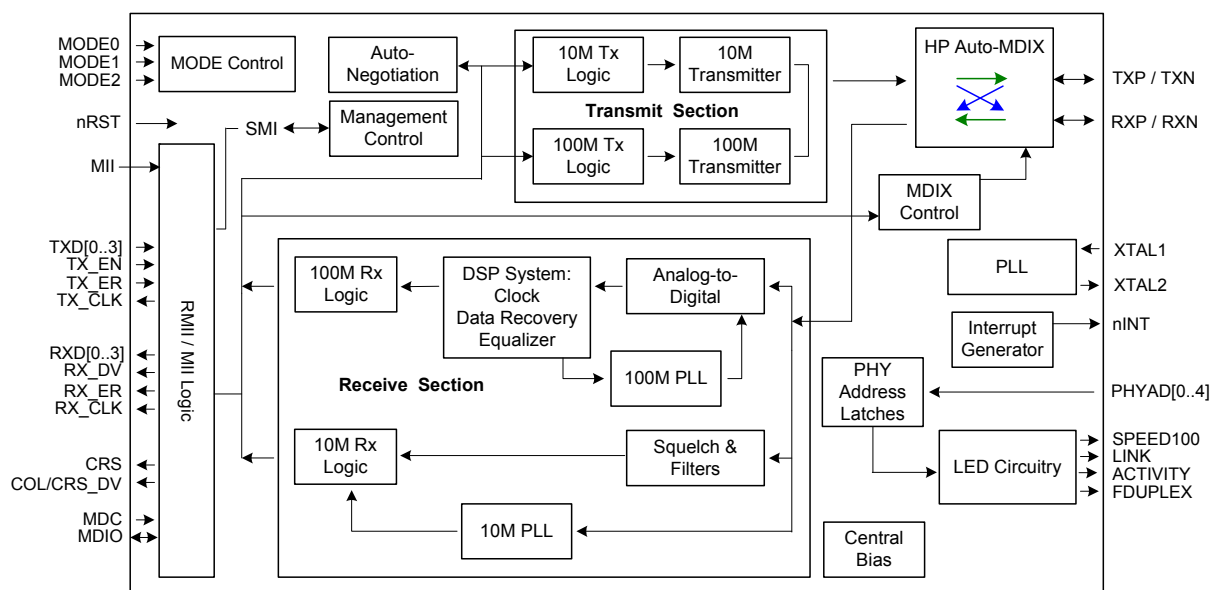 MODE0
MODE1
MODE2
MODE Control
nRST
MII
SMI
Auto-
Negotiation
Management
Control
10M Tx
Logic
10M
Transmitter
Transmit Section
100M Tx
Logic
100M
Transmitter
HP Auto-MDIX
TXP / TXN
RXP / RXN
MDIX
Control
TXD[0..3]
TX_EN
TX_ER
TX_CLK
RXD[0..3]
RX_DV
RX_ER
RX_CLK
CRS
COL/CRS_DV
MDC
MDIO
RMII / MII Logic
100M Rx
Logic
DSP System:
Clock
Data Recovery
Equalizer
Analog-to-
Digital
100M PLL
Receive Section
10M Rx
Logic
Squelch &
Filters
10M PLL
PLL
XTAL1
XTAL2
Interrupt
Generator
nINT
PHY
Address
Latches
PHYAD[0..4]
LED Circuitry
SPEED100
LINK
ACTIVITY
FDUPLEX
Central
Bias